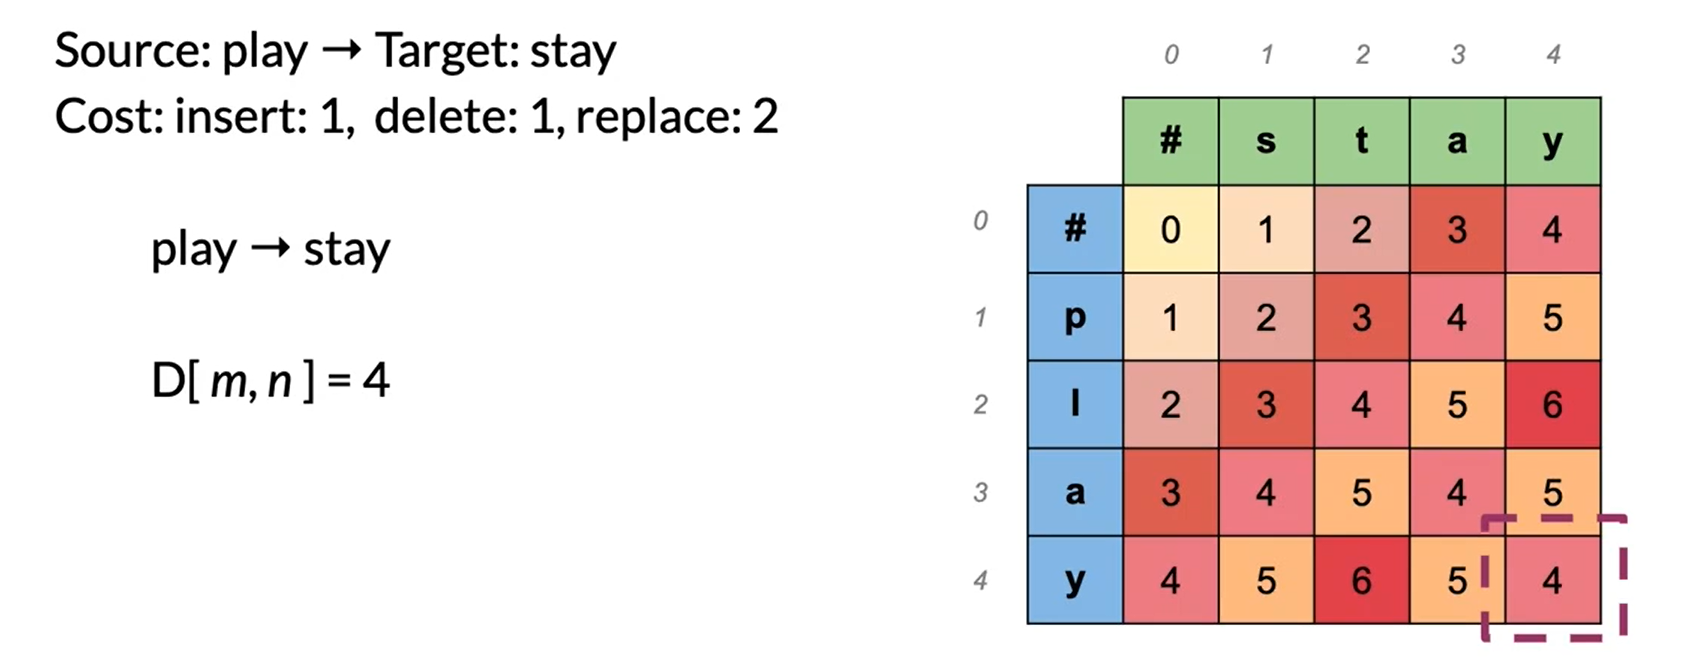 Source: play → Target: stay
Cost: insert: 1, delete: 1, replace: 2
play → stay
D[ m, n ] = 4
0 1 2 3 4
# s t a y
0 # 0 1 2 3 4
1 p 1 2 3 4 5
2 l 2 3 4 5 6
3 a 3 4 5 4 5
4 y 4 5 6 5 4